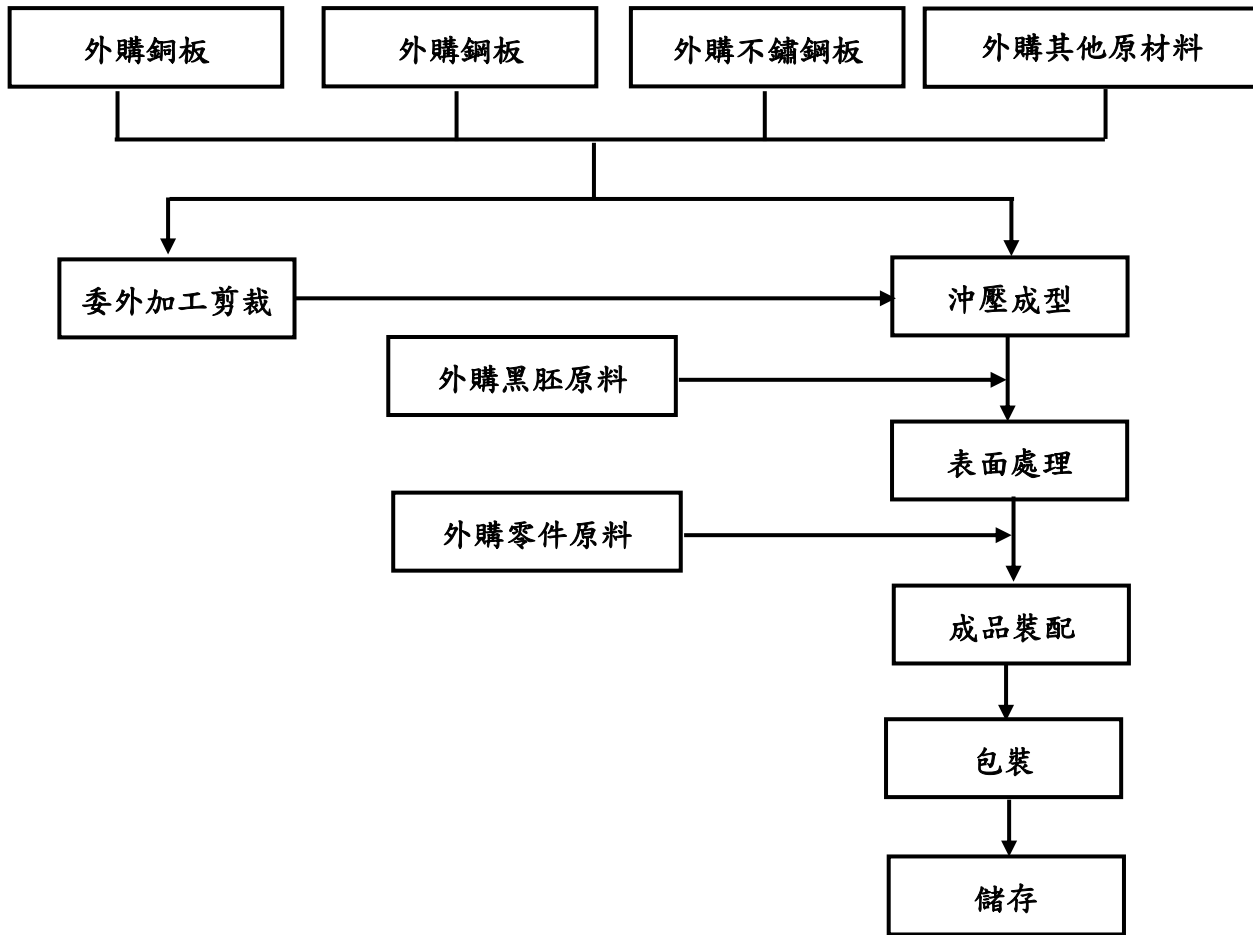 外購銅板
外購鋼板
外購不鏽鋼板
外購其他原材料
委外加工剪裁
沖壓成型
外購黑胚原料
表面處理
外購零件原料
成品裝配
包裝
儲存